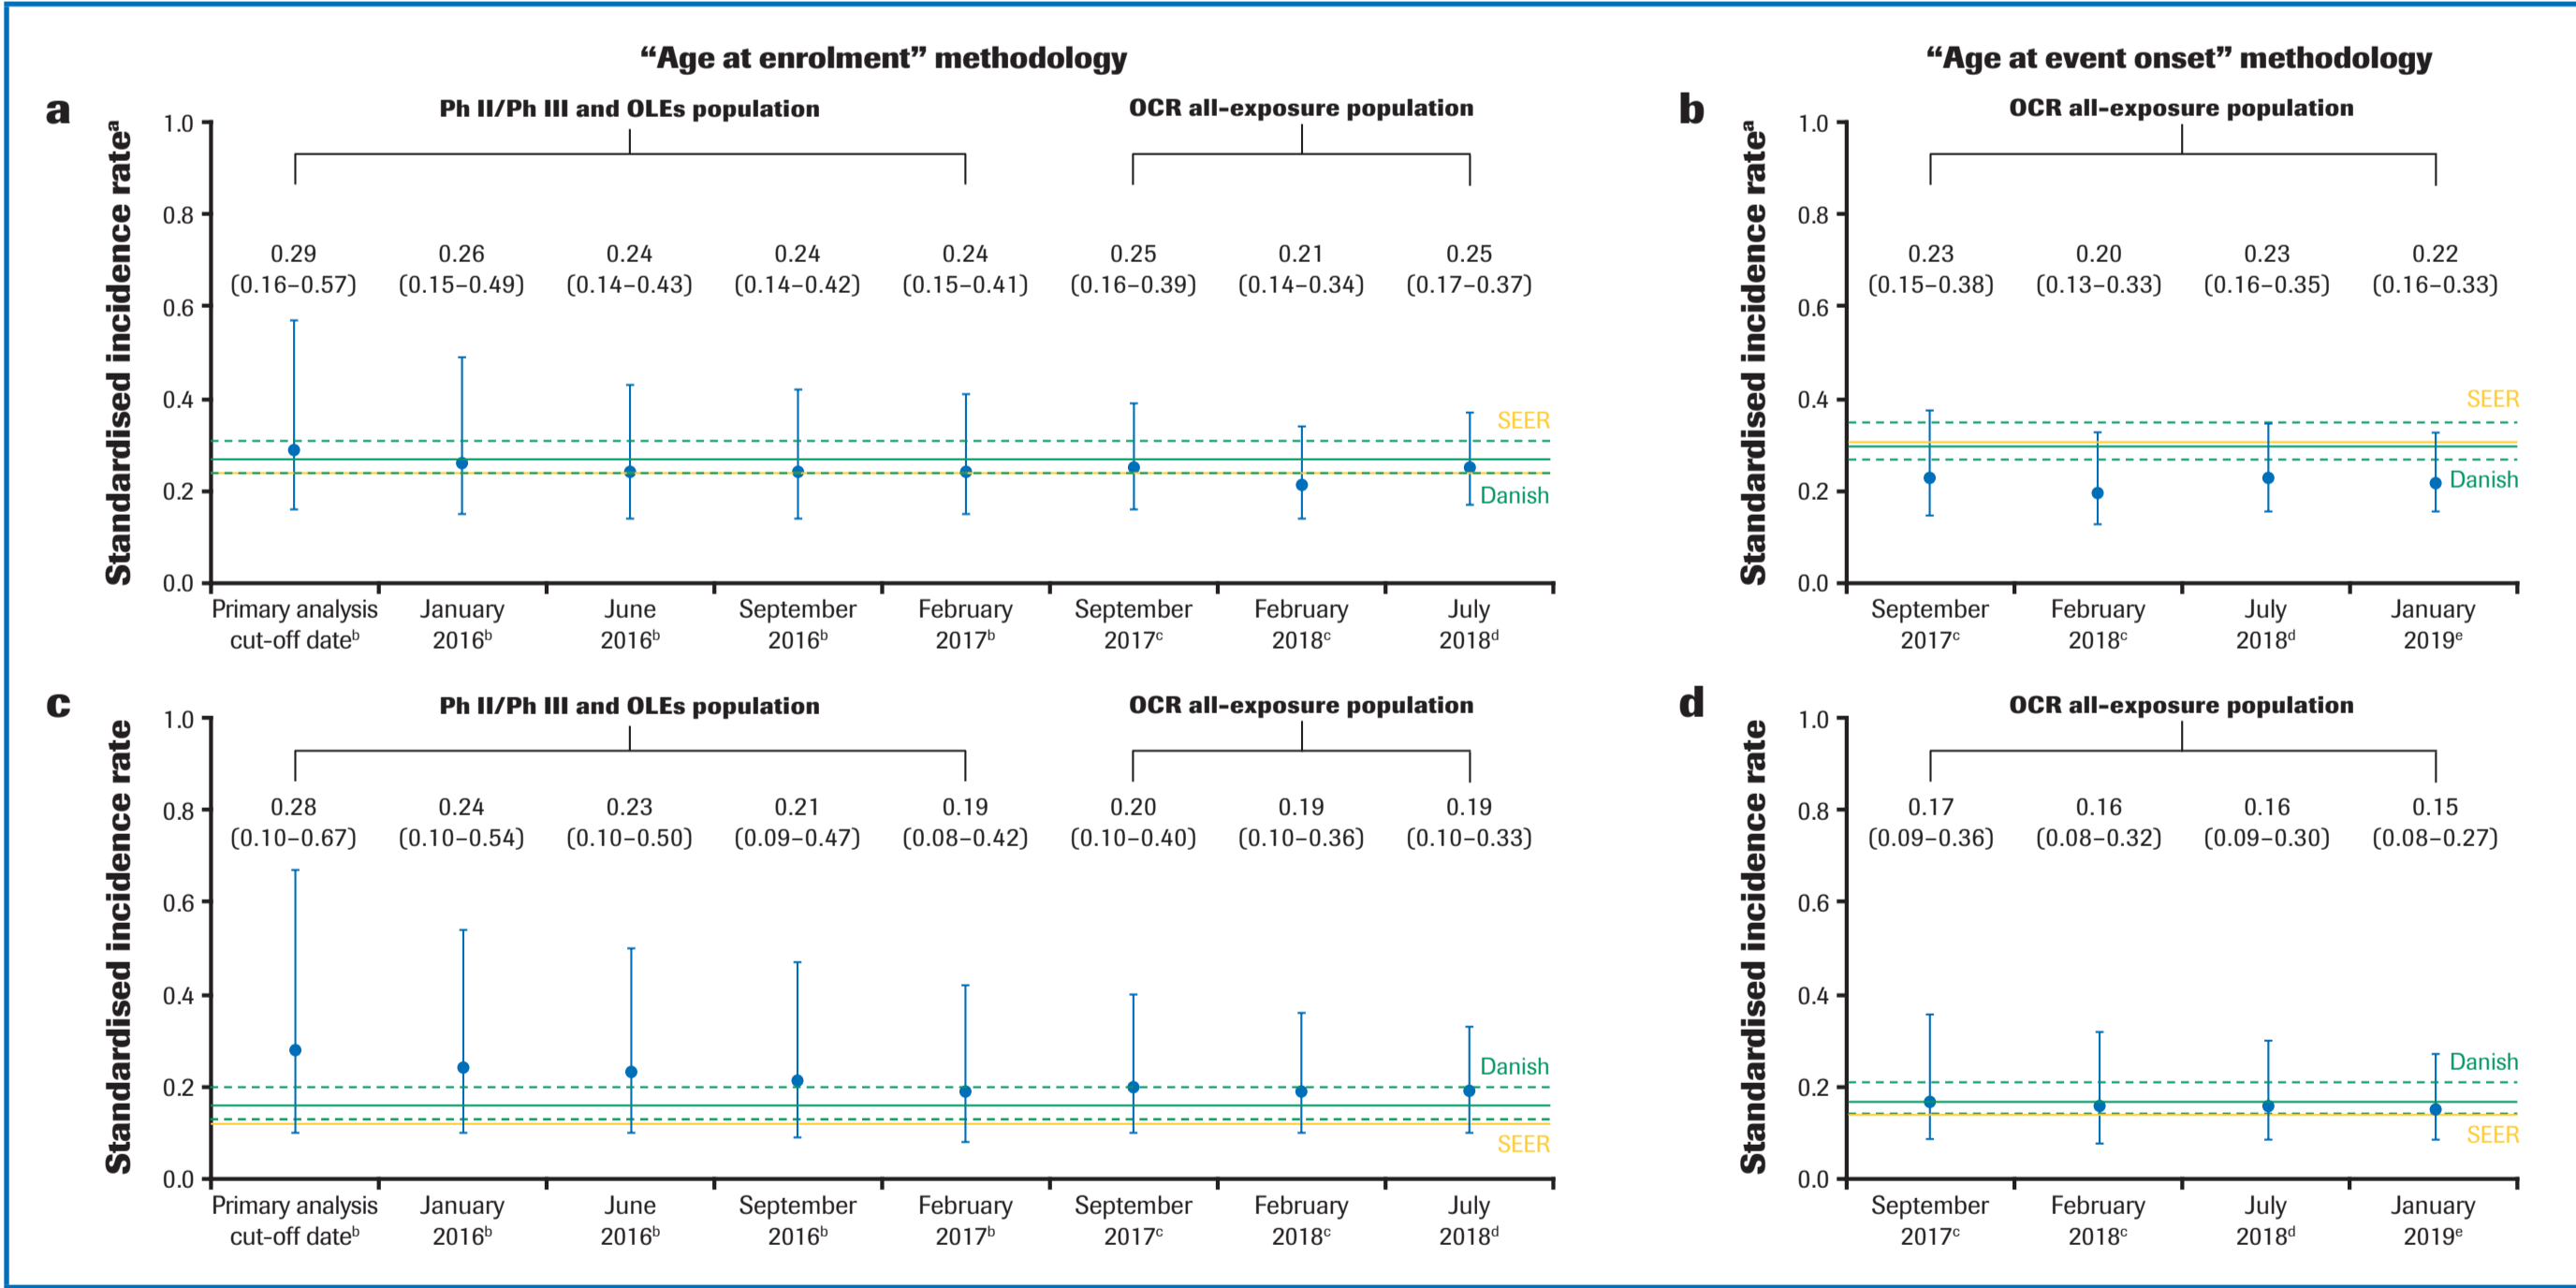 “Age at enrolment” methodology
“Age at event onset” methodology
a
Ph II/Ph III and OLEs population
OCR all-exposure population
Standardised incidence rateᵃ
1.0
0.8
0.6
0.4
0.2
0.0
0.29 0.26 0.24 0.24 0.24 0.25 0.21 0.25
(0.16–0.57) (0.15–0.49) (0.14–0.43) (0.14–0.42) (0.15–0.41) (0.16–0.39) (0.14–0.34) (0.17–0.37)
SEER
Danish
Primary analysis January June September February September February July
cut-off dateᵇ 2016ᵇ 2016ᵇ 2016ᵇ 2017ᵇ 2017ᶜ 2018ᶜ 2018ᵈ
b
OCR all-exposure population
Standardised incidence rateᵃ
1.0
0.8
0.6
0.4
0.2
0.0
0.23 0.20 0.23 0.22
(0.15–0.38) (0.13–0.33) (0.16–0.35) (0.16–0.33)
SEER
Danish
September February July January
2017ᶜ 2018ᶜ 2018ᵈ 2019ᵉ
c
Ph II/Ph III and OLEs population
OCR all-exposure population
Standardised incidence rate
1.0
0.8
0.6
0.4
0.2
0.0
0.28 0.24 0.23 0.21 0.19 0.20 0.19 0.19
(0.10–0.67) (0.10–0.54) (0.10–0.50) (0.09–0.47) (0.08–0.42) (0.10–0.40) (0.10–0.36) (0.10–0.33)
Danish
SEER
Primary analysis January June September February September February July
cut-off dateᵇ 2016ᵇ 2016ᵇ 2016ᵇ 2017ᵇ 2017ᶜ 2018ᶜ 2018ᵈ
d
OCR all-exposure population
Standardised incidence rate
1.0
0.8
0.6
0.4
0.2
0.0
0.17 0.16 0.16 0.15
(0.09–0.36) (0.08–0.32) (0.09–0.30) (0.08–0.27)
Danish
SEER
September February July January
2017ᶜ 2018ᶜ 2018ᵈ 2019ᵉ